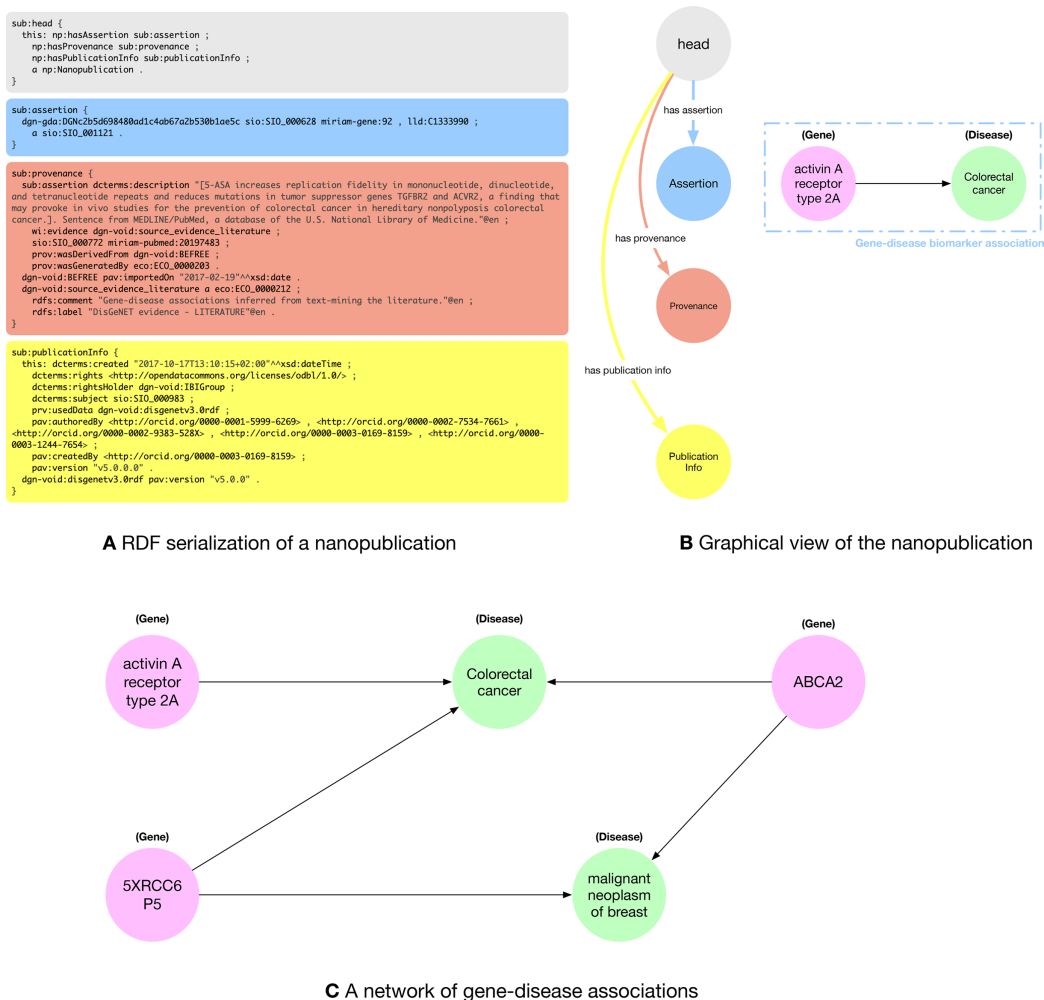 sub:head {
this: np:hasAssertion sub:assertion ;
np:hasProvenance sub:provenance ;
np:hasPublicationInfo sub:publicationInfo ;
a np:Nanopublication .
}
sub:assertion {
dgn-gda:DGNc2b5d698480ad1c4ab67a2b530b1ae5c sio:SIO_000628 miriam-gene:92 , lld:C1333990 ;
a sio:SIO_001121 .
}
sub:provenance {
sub:assertion dcterms:description "[5-ASA increases replication fidelity in mononucleotide, dinucleotide,
and tetranucleotide repeats and reduces mutations in tumor suppressor genes TGFBR2 and ACVR2, a finding that
may provoke in vivo studies for the prevention of colorectal cancer in hereditary nonpolyposis colorectal
cancer.]. Sentence from MEDLINE/PubMed, a database of the U.S. National Library of Medicine."@en ;
wi:evidence dgn-void:source_evidence_literature ;
sio:SIO_000772 miriam-pubmed:20197483 ;
prov:wasDerivedFrom dgn-void:BEFREE ;
prov:wasGeneratedBy eco:ECO_0000203 .
dgn-void:BEFREE pav:importedOn "2017-02-19"^^xsd:date .
dgn-void:source_evidence_literature a eco:ECO_0000212 ;
rdfs:comment "Gene-disease associations inferred from text-mining the literature."@en ;
rdfs:label "DisGeNET evidence - LITERATURE"@en .
}
sub:publicationInfo {
this: dcterms:created "2017-10-17T13:10:15+02:00"^^xsd:dateTime ;
dcterms:rights <http://opendatacommons.org/licenses/odbl/1.0/> ;
dcterms:rightsHolder dgn-void:IBIGroup ;
dcterms:subject sio:SIO_000983 ;
prv:usedData dgn-void:disgenetv3.0rdf ;
pav:authoredBy <http://orcid.org/0000-0001-5999-6269> , <http://orcid.org/0000-0002-7534-7661> ,
<http://orcid.org/0000-0002-9383-528X> , <http://orcid.org/0000-0003-0169-8159> , <http://orcid.org/0000-
0003-1244-7654> ;
pav:createdBy <http://orcid.org/0000-0003-0169-8159> ;
pav:version "v5.0.0.0" .
dgn-void:disgenetv3.0rdf pav:version "v5.0.0" .
}
A RDF serialization of a nanopublication
head
has assertion
Assertion
has provenance
Provenance
has publication info
Publication
Info
(Gene)
activin A
receptor
type 2A
(Disease)
Colorectal
cancer
Gene-disease biomarker association
B Graphical view of the nanopublication
(Gene)
activin A
receptor
type 2A
(Disease)
Colorectal
cancer
(Gene)
ABCA2
(Gene)
5XRCC6
P5
(Disease)
malignant
neoplasm
of breast
C A network of gene-disease associations